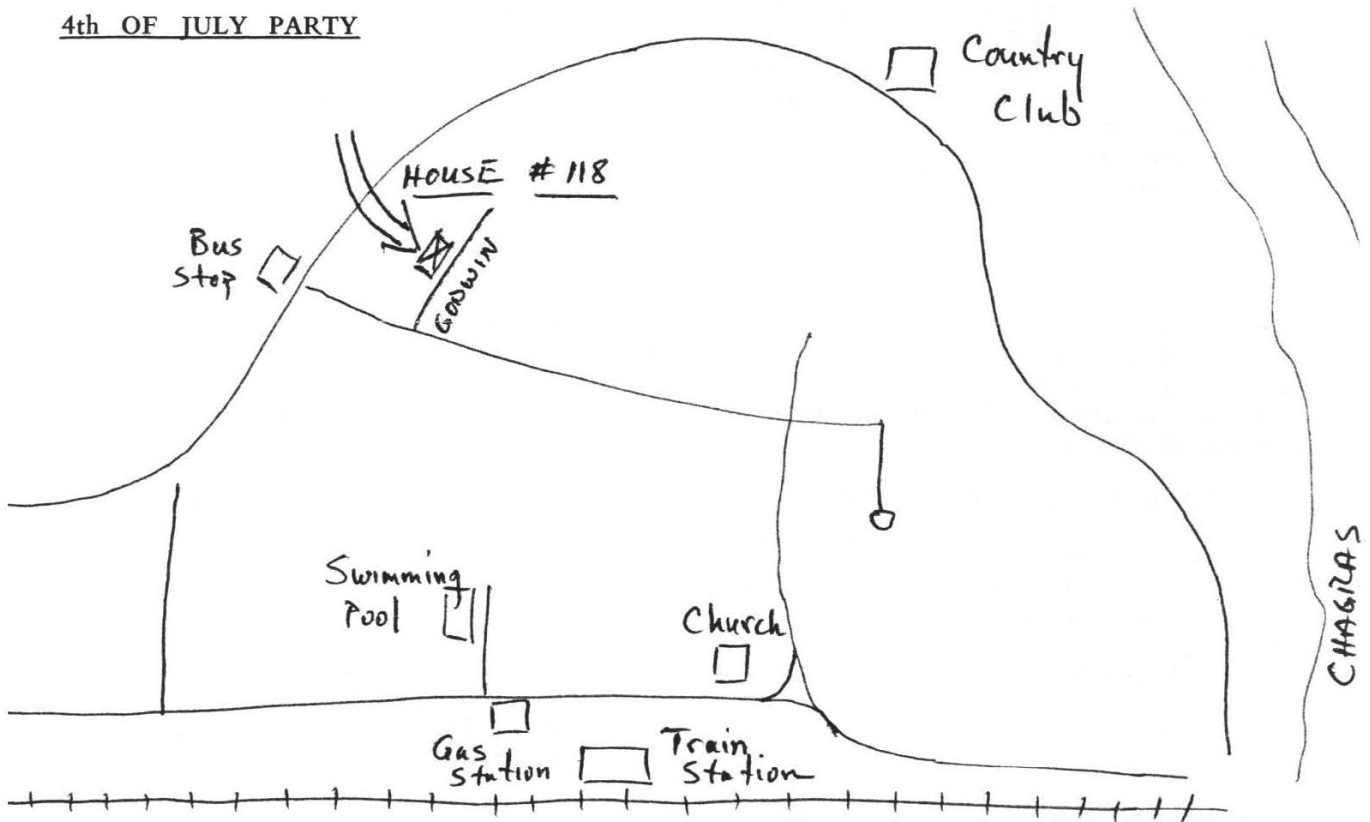 4th OF JULY PARTY
Country
Club
HOUSE # 118
Bus
Stop
GODWIN
Swimming
Pool
Church
CHAGRAS
Gas
Station
Train
Station